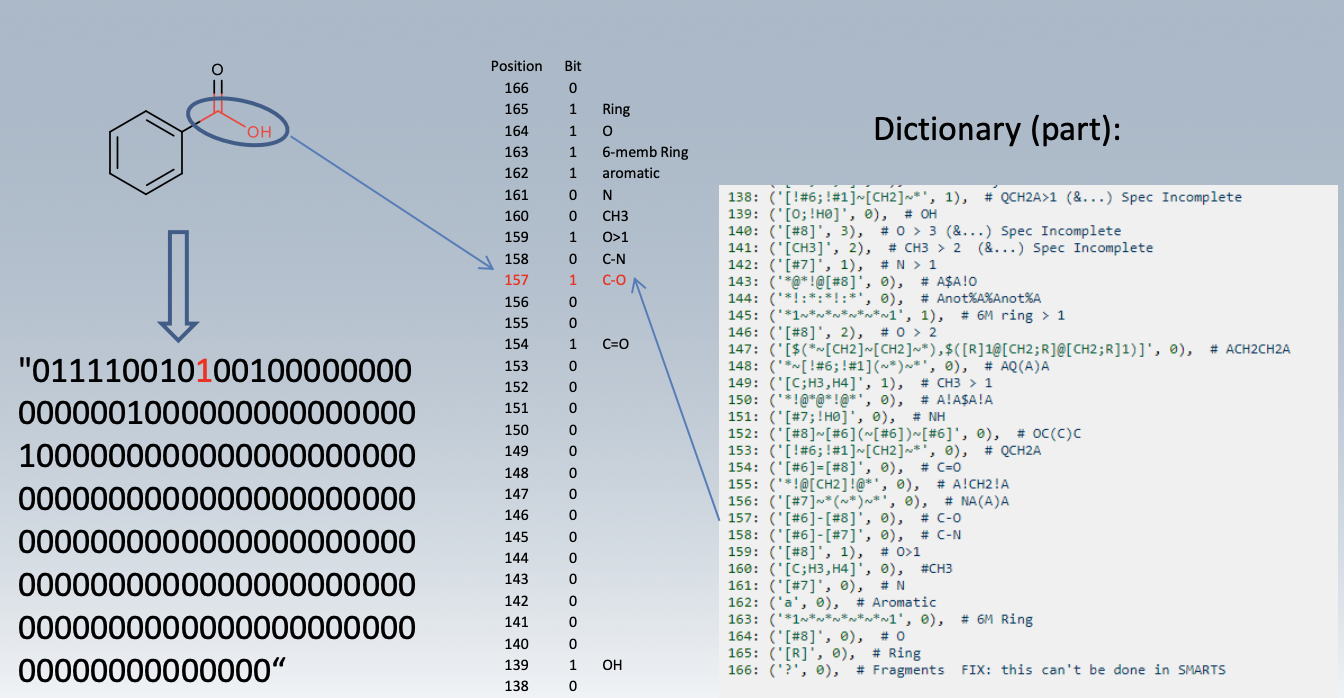 O
OH
"011110010100100000000
0000001000000000000000
1000000000000000000000
0000000000000000000000
0000000000000000000000
0000000000000000000000
0000000000000000000000
00000000000000“
Position Bit
166 0
165 1 Ring
164 1 O
163 1 6-memb Ring
162 1 aromatic
161 0 N
160 0 CH3
159 1 O>1
158 0 C-N
157 1 C-O
156 0
155 0
154 1 C=O
153 0
152 0
151 0
150 0
149 0
148 0
147 0
146 0
145 0
144 0
143 0
142 0
141 0
140 0
139 1 OH
138 0
Dictionary (part):
138: ('[!#6;!#1]~[CH2]~*', 1), # QCH2A>1 (&...) Spec Incomplete
139: ('[O;!H0]', 0), # OH
140: ('[#8]', 3), # O > 3 (&...) Spec Incomplete
141: ('[CH3]', 2), # CH3 > 2 (&...) Spec Incomplete
142: ('[#7]', 1), # N > 1
143: ('*@*!@[#8]', 0), # A$A!O
144: ('*!:*:*!:*', 0), # Anot%A%Anot%A
145: ('*1~*~*~*~*~*~1', 1), # 6M ring > 1
146: ('[#8]', 2), # O > 2
147: ('[$(*~[CH2]~[CH2]~*),$([R]1@[CH2;R]@[CH2;R]1)]', 0), # ACH2CH2A
148: ('*~[!#6;!#1](~*)~*', 0), # AQ(A)A
149: ('[C;H3,H4]', 1), # CH3 > 1
150: ('*!@*@*!@*', 0), # A!A$A!A
151: ('[#7;!H0]', 0), # NH
152: ('[#8]~[#6](~[#6])~[#6]', 0), # OC(C)C
153: ('[!#6;!#1]~[CH2]~*', 0), # QCH2A
154: ('[#6]=[#8]', 0), # C=O
155: ('*!@[CH2]!@*', 0), # A!CH2!A
156: ('[#7]~*(~*)~*', 0), # NA(A)A
157: ('[#6]-[#8]', 0), # C-O
158: ('[#6]-[#7]', 0), # C-N
159: ('[#8]', 1), # O>1
160: ('[C;H3,H4]', 0), #CH3
161: ('[#7]', 0), # N
162: ('a', 0), # Aromatic
163: ('*1~*~*~*~*~*~1', 0), # 6M Ring
164: ('[#8]', 0), # O
165: ('[R]', 0), # Ring
166: ('?', 0), # Fragments FIX: this can't be done in SMARTS